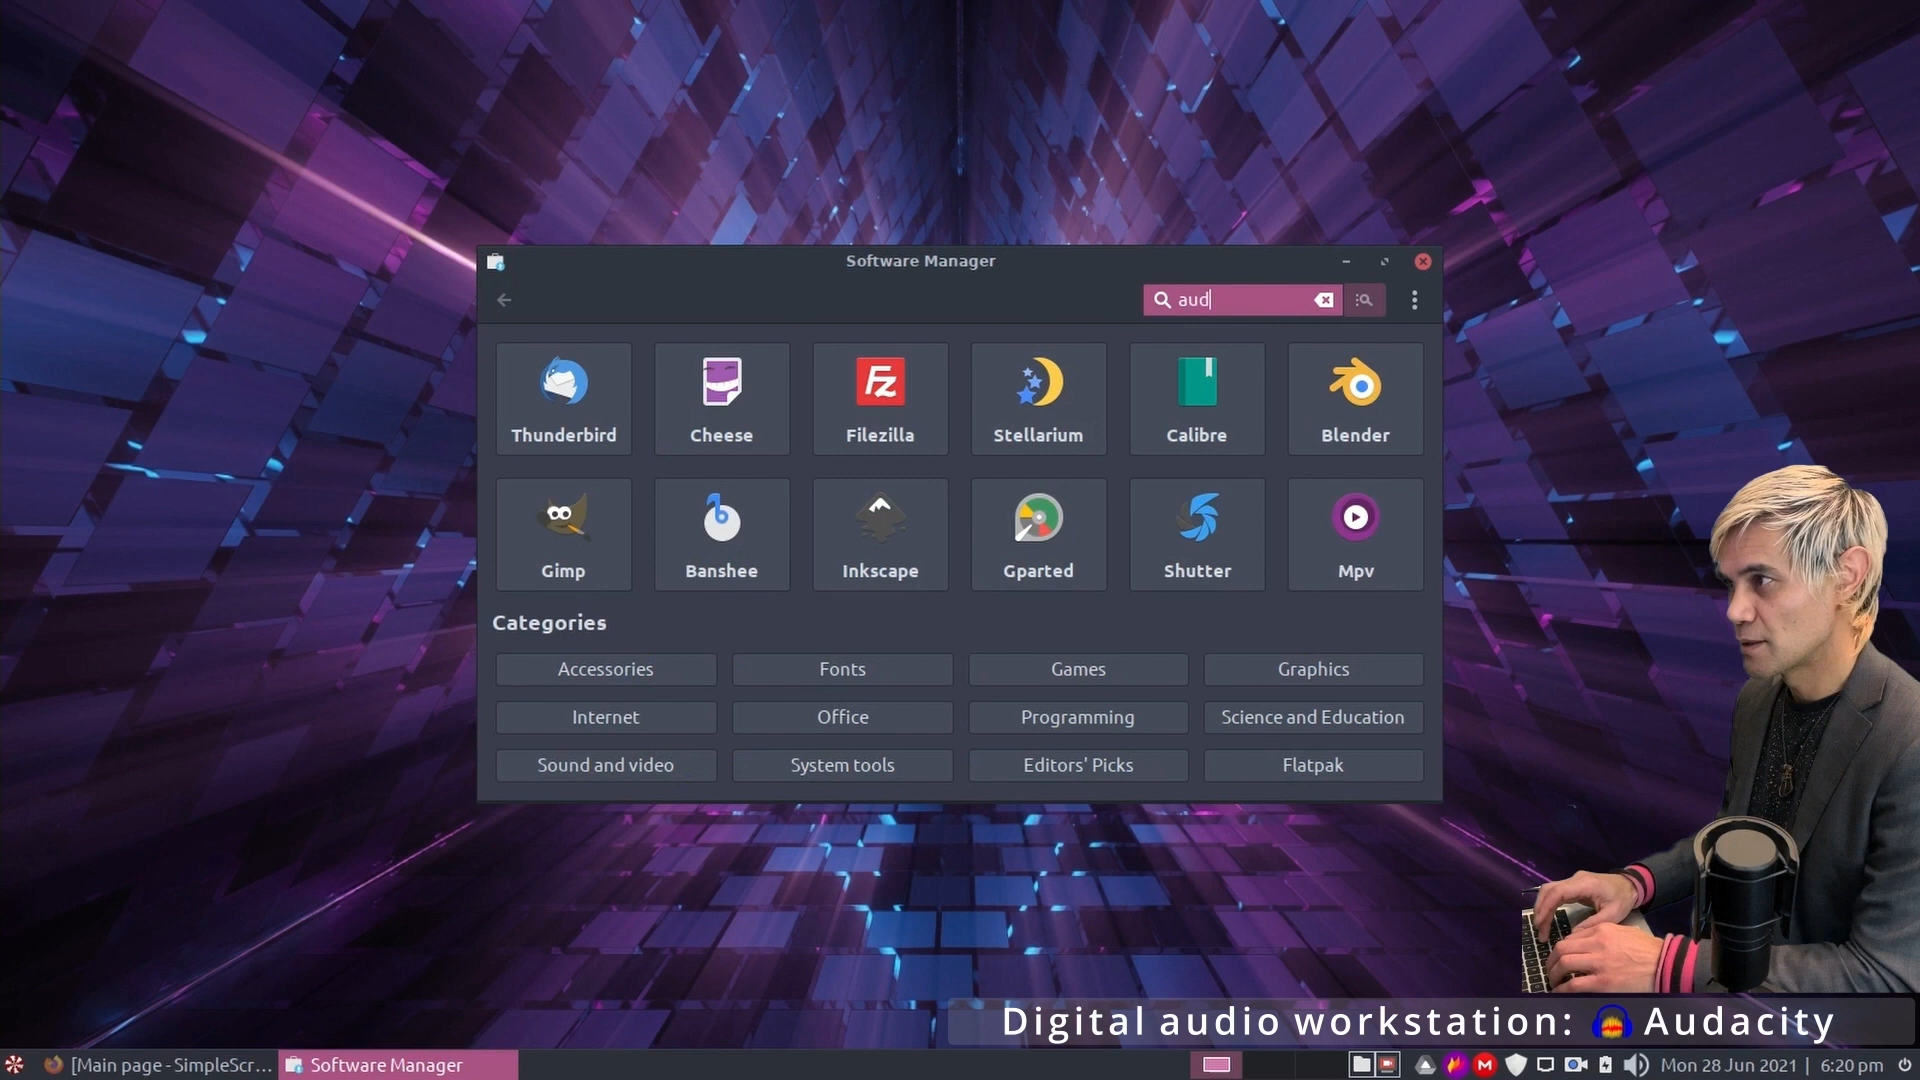 Software Manager
aud
Thunderbird
Cheese
Filezilla
Stellarium
Calibre
Blender
Gimp
Banshee
Inkscape
Gparted
Shutter
Mpv
Categories
Accessories
Fonts
Games
Graphics
Internet
Office
Programming
Science and Education
Sound and video
System tools
Editors' Picks
Flatpak
Digital audio workstation: Audacity
[Main page - SimpleScr...
Software Manager
Mon 28 Jun 2021 | 6:20 pm